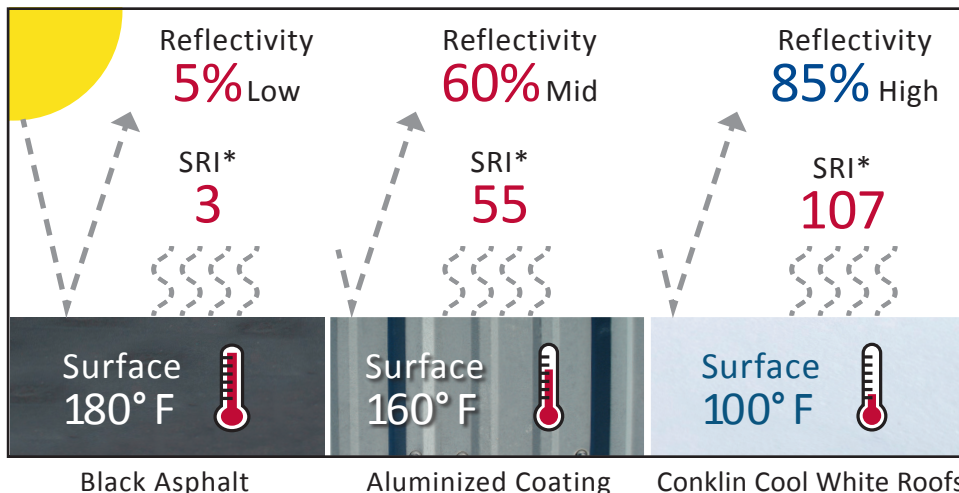 Reflectivity
5% Low
SRI*
3
Surface
180° F
Black Asphalt
Reflectivity
60% Mid
SRI*
55
Surface
160° F
Aluminized Coating
Reflectivity
85% High
SRI*
107
Surface
100° F
Conklin Cool White Roofs